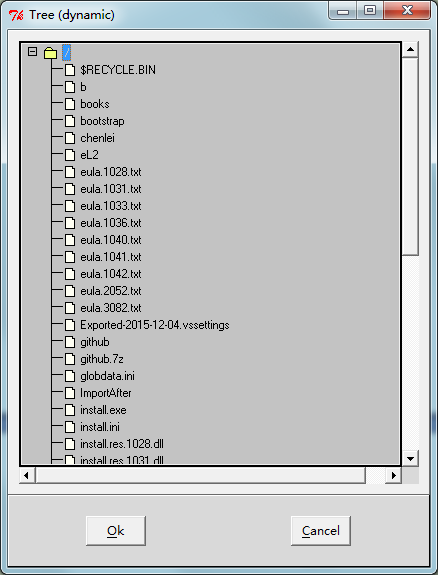 Tree (dynamic)
/
$RECYCLE.BIN
b
books
bootstrap
chenlei
eL2
eula.1028.txt
eula.1031.txt
eula.1033.txt
eula.1036.txt
eula.1040.txt
eula.1041.txt
eula.1042.txt
eula.2052.txt
eula.3082.txt
Exported-2015-12-04.vssettings
github
github.7z
globdata.ini
ImportAfter
install.exe
install.ini
install.res.1028.dll
install.res.1031.dll
Ok
Cancel